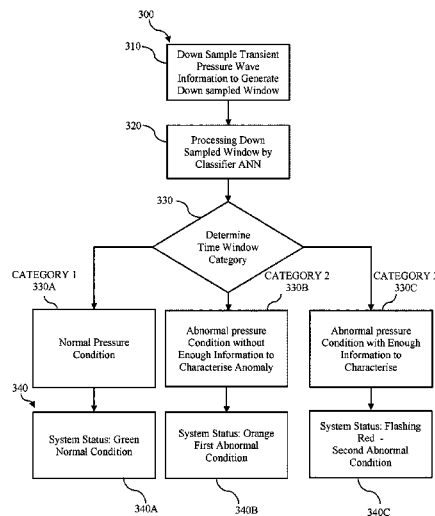 300
310
Down Sample Transient
Pressure Wave
Information to Generate
Down sampled Window
320
Processing Down
Sampled Window by
Classifier ANN
330
Determine
Time Window
Category
CATEGORY 1
330A
CATEGORY 2
330B
CATEGORY 3
330C
Normal Pressure
Condition
Abnormal pressure
Condition without
Enough Information to
Characterise Anomaly
Abnormal pressure
Condition with Enough
Information to
Characterise
340
System Status: Green
Normal Condition
System Status: Orange
First Abnormal
Condition
System Status: Flashing
Red -
Second Abnormal
Condition
340A
340B
340C